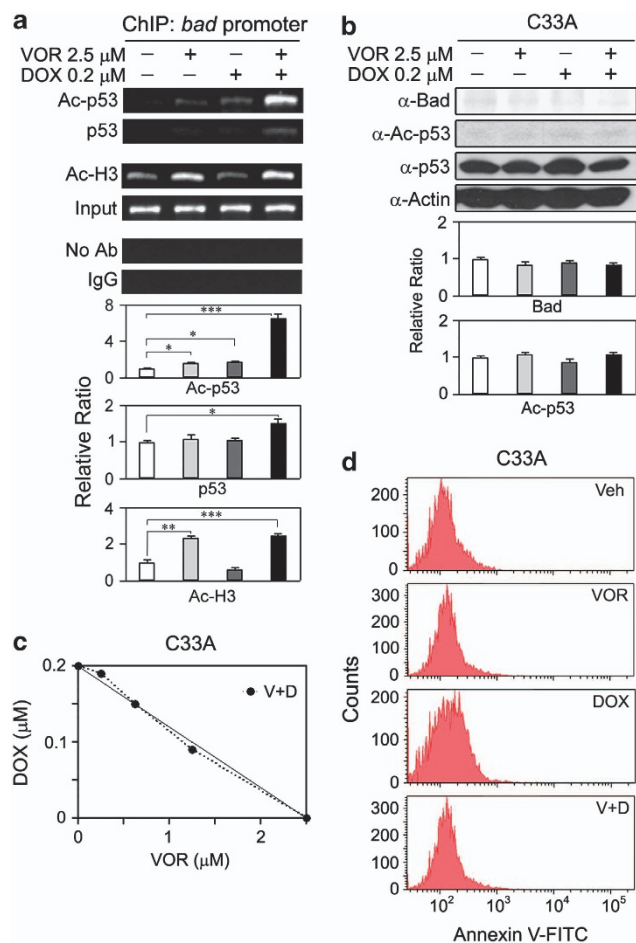 a
ChIP: bad promoter
VOR 2.5 μM − + − +
DOX 0.2 μM − − + +
Ac-p53
p53
Ac-H3
Input
No Ab
IgG
Relative Ratio
8
4
0
***
*
*
Ac-p53
2
1
0
*
p53
3
2
1
0
***
**
Ac-H3
b
C33A
VOR 2.5 μM − + − +
DOX 0.2 μM − − + +
α-Bad
α-Ac-p53
α-p53
α-Actin
Relative Ratio
2
1
0
Bad
2
1
0
Ac-p53
c
C33A
DOX (μM)
0.2
0.1
0
V+D
0 1 2
VOR (μM)
d
C33A
Counts
200
100
0
Veh
300
200
100
0
VOR
200
100
0
DOX
300
200
100
0
V+D
10² 10³ 10⁴ 10⁵
Annexin V-FITC